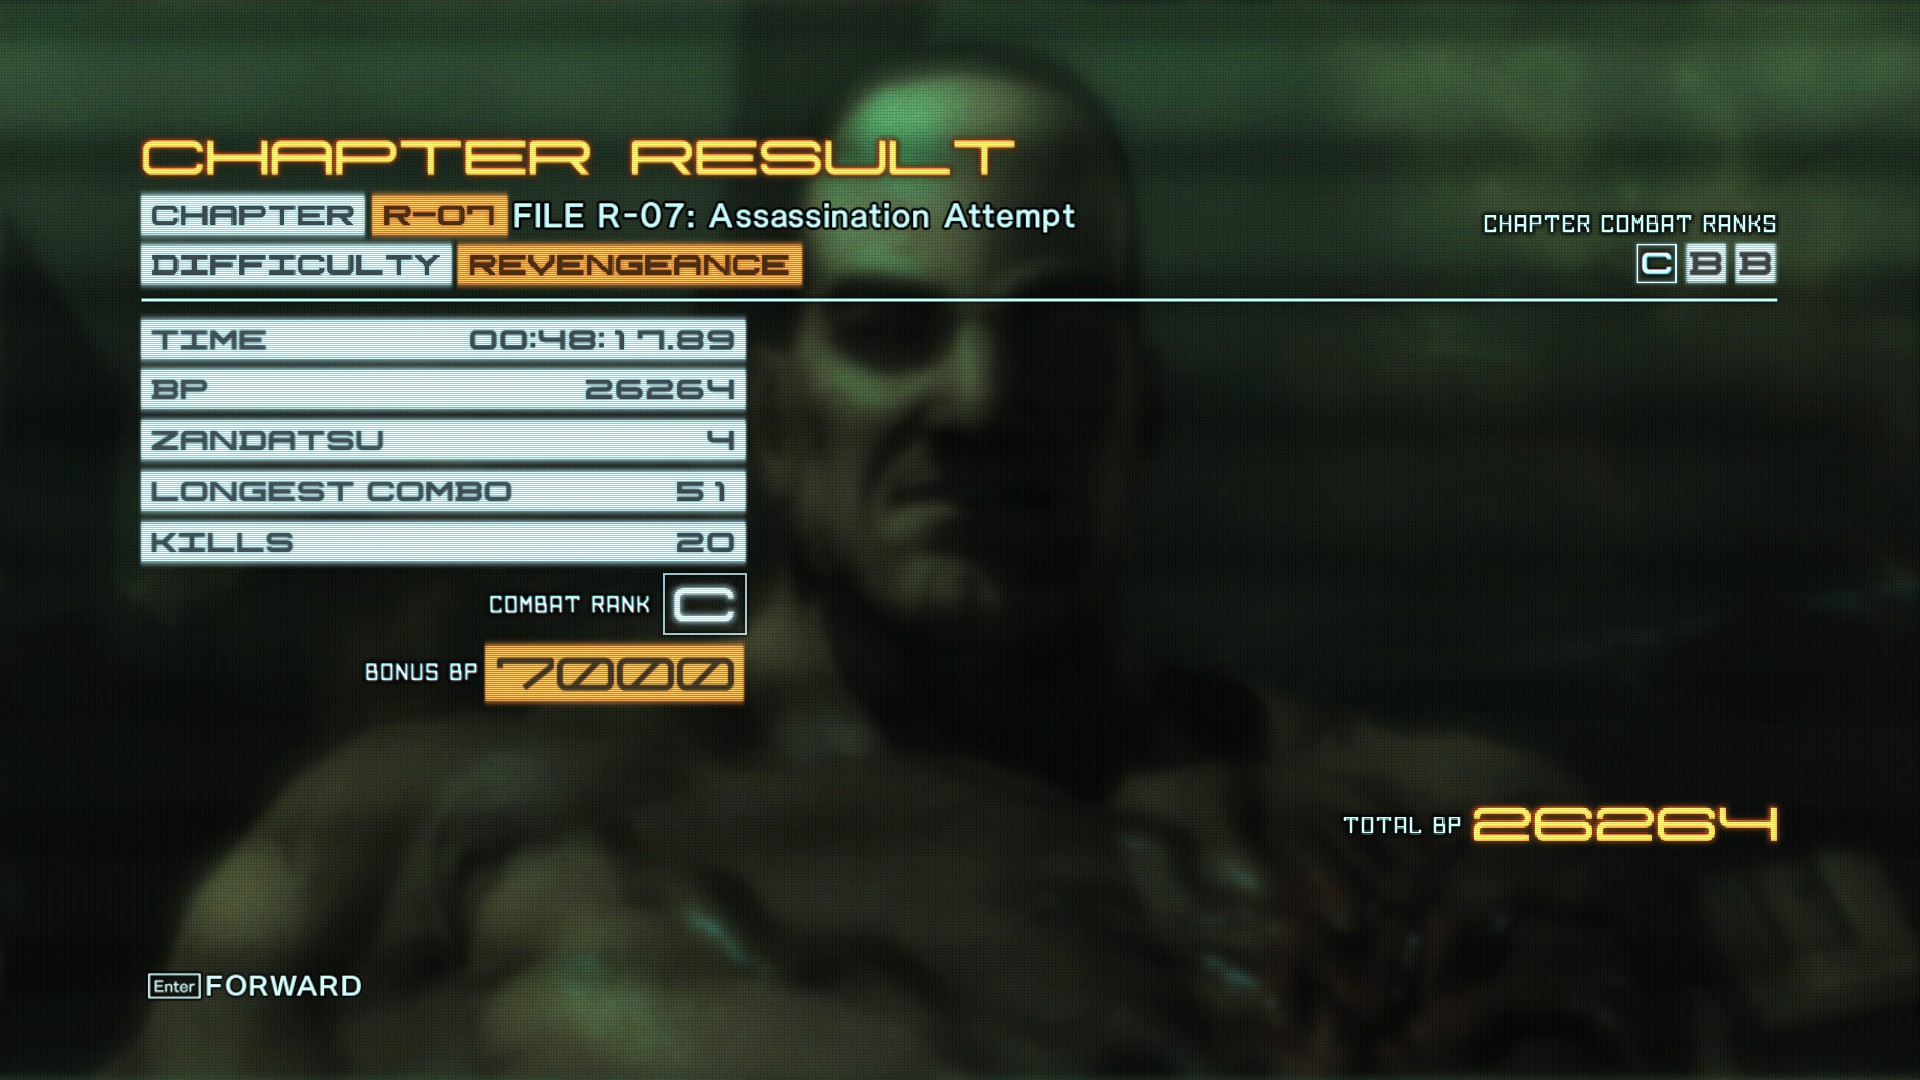 CHAPTER RESULT
CHAPTER R-07 FILE R-07: Assassination Attempt
DIFFICULTY REVENGEANCE
CHAPTER COMBAT RANKS
C B B
TIME 00:48:17.89
BP 26264
ZANDATSU 4
LONGEST COMBO 51
KILLS 20
COMBAT RANK C
BONUS BP 7000
TOTAL BP 26264
Enter FORWARD